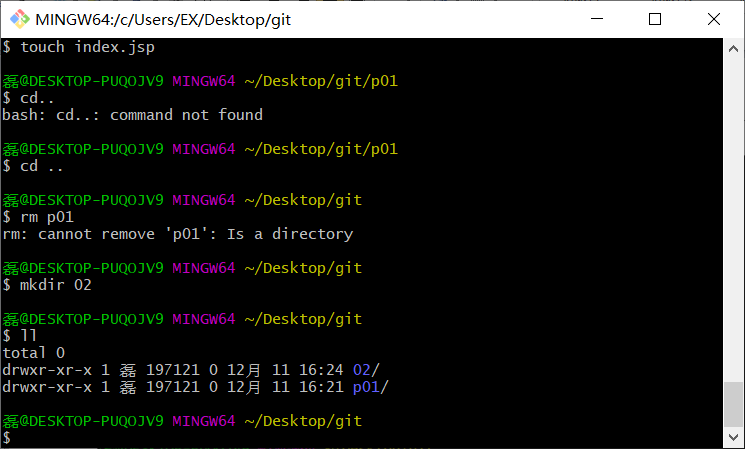 MINGW64:/c/Users/EX/Desktop/git
$ touch index.jsp
磊@DESKTOP-PUQOJV9 MINGW64 ~/Desktop/git/p01
$ cd..
bash: cd..: command not found
磊@DESKTOP-PUQOJV9 MINGW64 ~/Desktop/git/p01
$ cd ..
磊@DESKTOP-PUQOJV9 MINGW64 ~/Desktop/git
$ rm p01
rm: cannot remove 'p01': Is a directory
磊@DESKTOP-PUQOJV9 MINGW64 ~/Desktop/git
$ mkdir 02
磊@DESKTOP-PUQOJV9 MINGW64 ~/Desktop/git
$ ll
total 0
drwxr-xr-x 1 磊 197121 0 12月 11 16:24 02/
drwxr-xr-x 1 磊 197121 0 12月 11 16:21 p01/
磊@DESKTOP-PUQOJV9 MINGW64 ~/Desktop/git
$